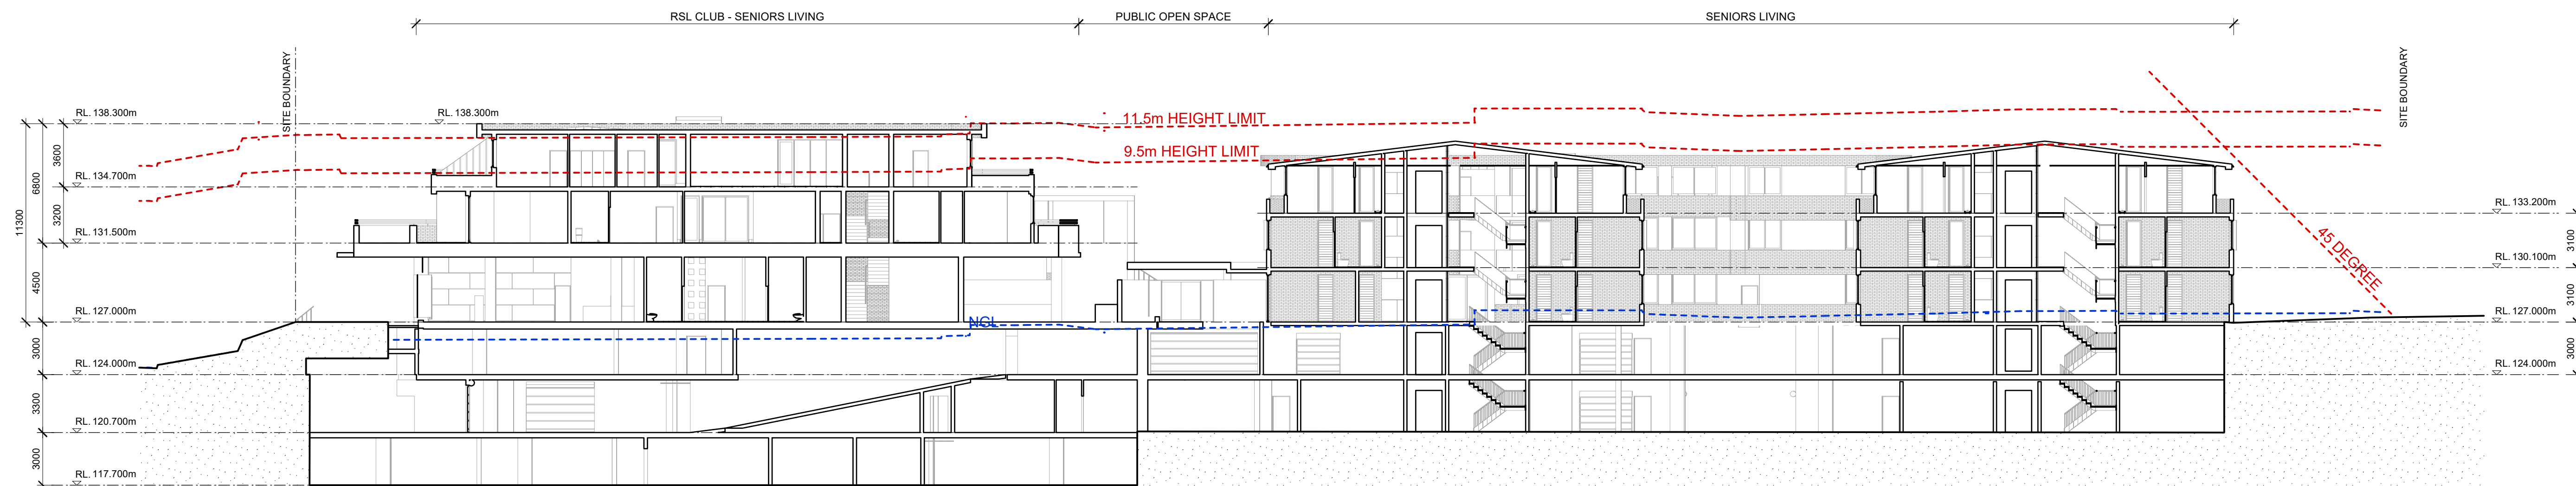 RSL CLUB - SENIORS LIVING
PUBLIC OPEN SPACE
SENIORS LIVING
SITE BOUNDARY
SITE BOUNDARY
RL. 138.300m
RL. 138.300m
11.5m HEIGHT LIMIT
9.5m HEIGHT LIMIT
3600
6800
RL. 134.700m
3200
11300
RL. 131.500m
4500
RL. 127.000m
NGL
3000
RL. 124.000m
3300
RL. 120.700m
3000
RL. 117.700m
45 DEGREE
RL. 133.200m
3100
RL. 130.100m
3100
RL. 127.000m
3000
RL. 124.000m